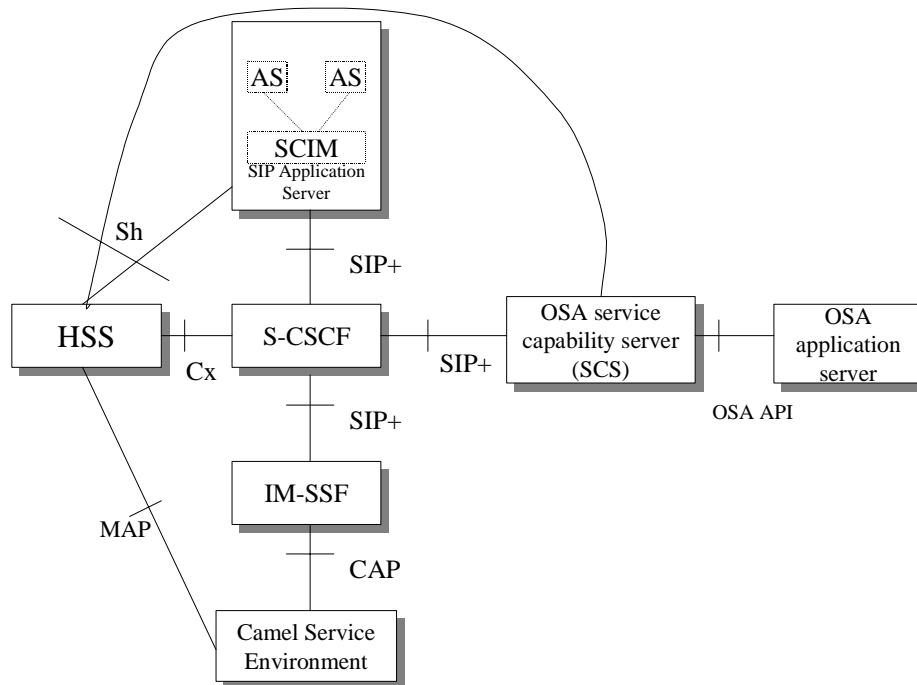 AS AS
SCIM
SIP Application
Server
Sh
SIP+
HSS
S-CSCF
OSA service
capability server
(SCS)
OSA
application
server
Cx
SIP+
OSA API
SIP+
IM-SSF
MAP
CAP
Camel Service
Environment